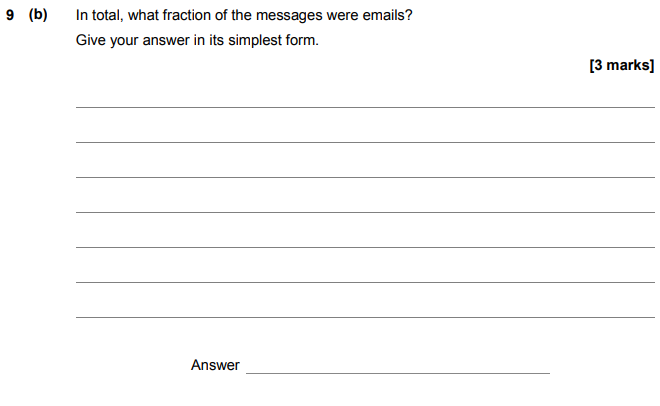 9 (b) In total, what fraction of the messages were emails?
Give your answer in its simplest form.
[3 marks]
Answer